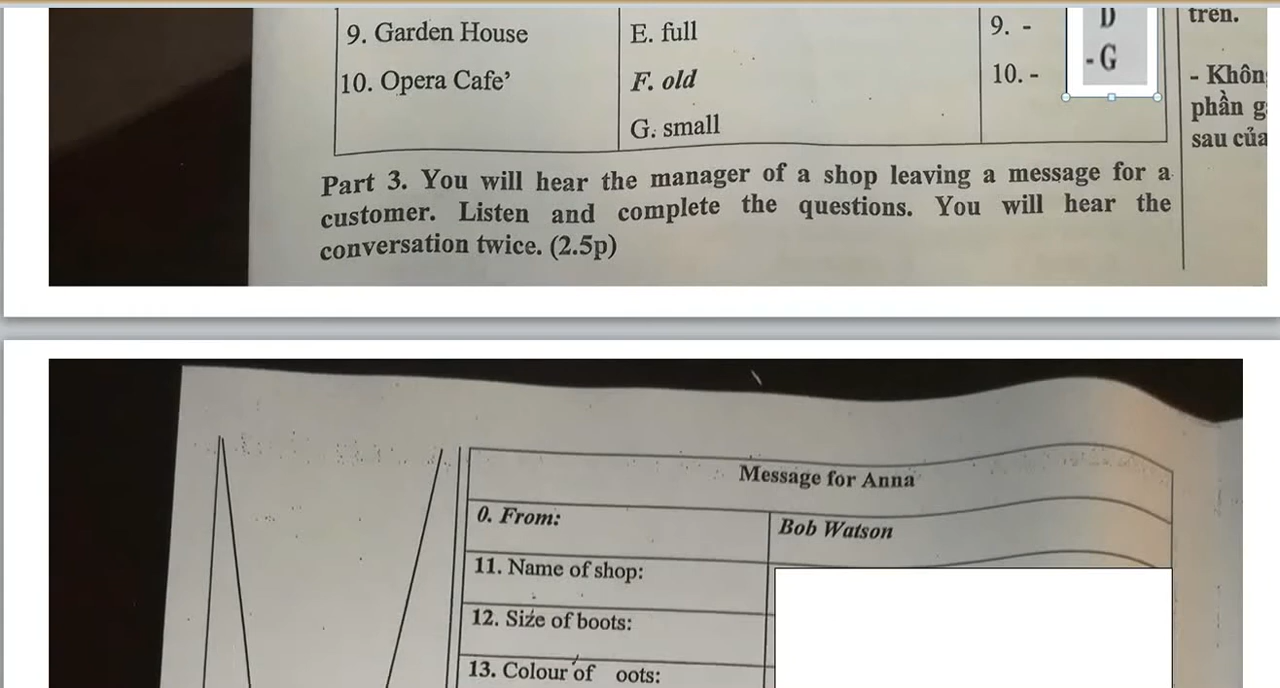 9. Garden House E. full 9. - D trên.
10. Opera Cafe’ F. old 10. - - G - Khôn
G. small phần g
sau của
Part 3. You will hear the manager of a shop leaving a message for a
customer. Listen and complete the questions. You will hear the
conversation twice. (2.5p)
Message for Anna
0. From: Bob Watson
11. Name of shop:
12. Size of boots:
13. Colour of oots: